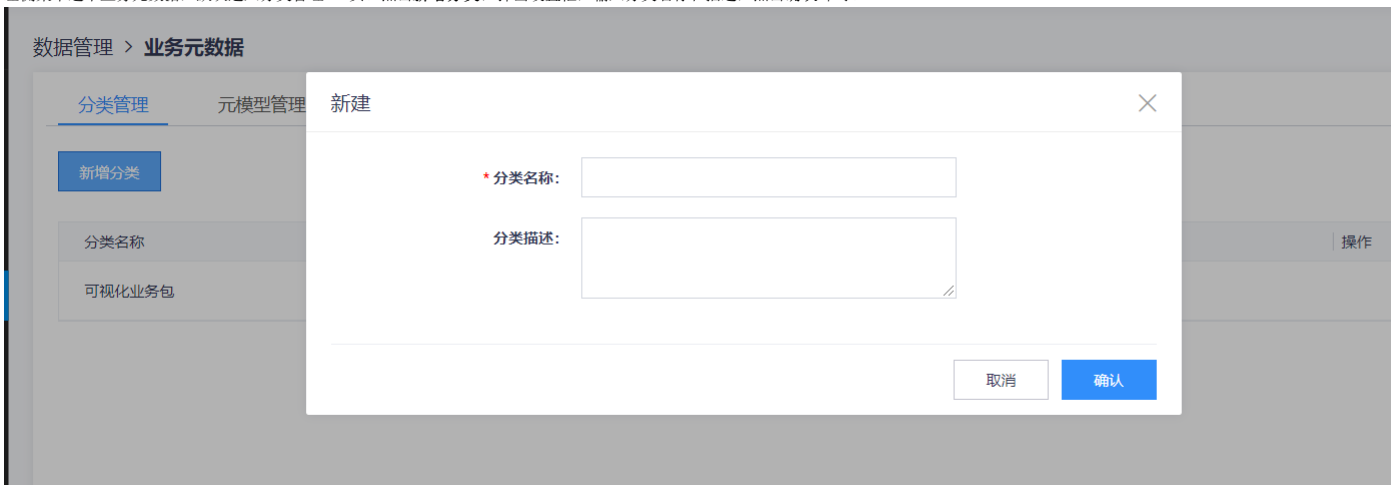 数据管理 > 业务元数据
分类管理 元模型管理
新建
新增分类
* 分类名称:
分类描述:
分类名称
操作
可视化业务包
取消
确认